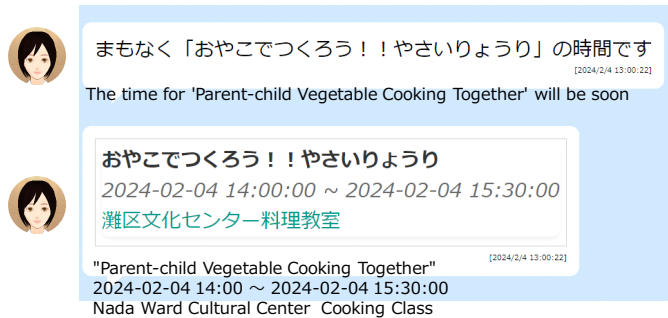 まもなく「おやこでつくろう！！やさいりょうり」の時間です
[2024/2/4 13:00:22]
The time for 'Parent-child Vegetable Cooking Together' will be soon
おやこでつくろう！！やさいりょうり
2024-02-04 14:00:00 ~ 2024-02-04 15:30:00
灘区文化センター料理教室
[2024/2/4 13:00:22]
"Parent-child Vegetable Cooking Together"
2024-02-04 14:00 ～ 2024-02-04 15:30:00
Nada Ward Cultural Center  Cooking Class